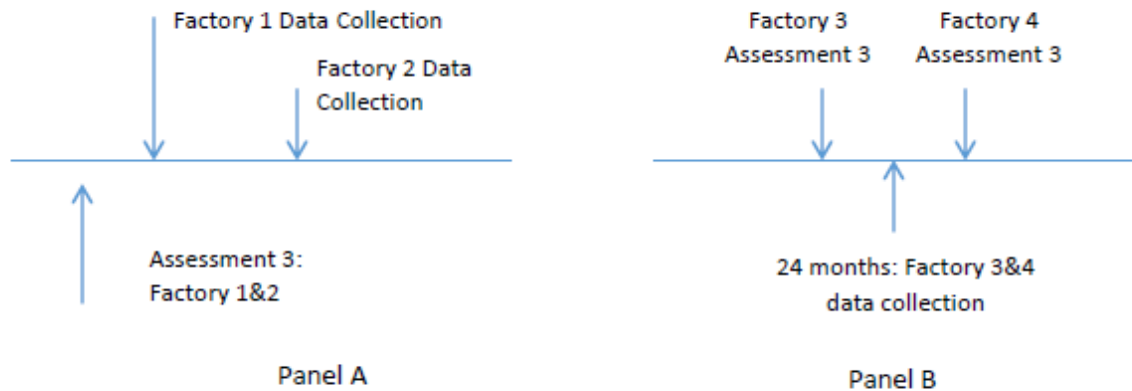 Factory 1 Data Collection
Factory 2 Data
Collection
Assessment 3:
Factory 1&2
Panel A
Factory 3
Assessment 3
Factory 4
Assessment 3
24 months: Factory 3&4
data collection
Panel B